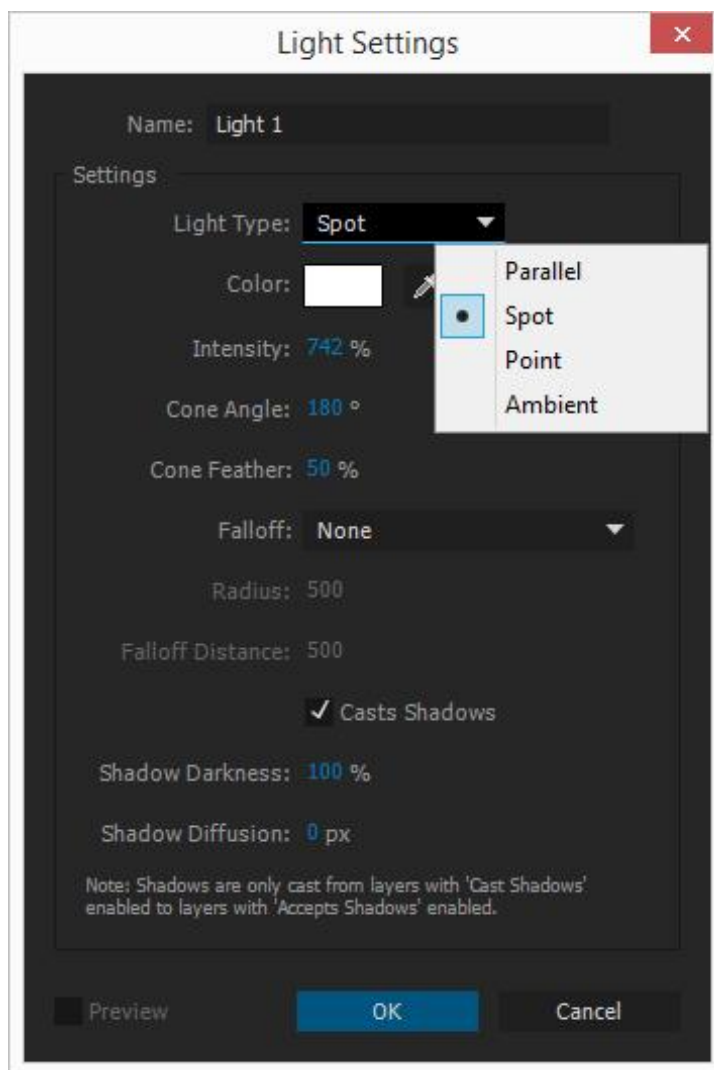 Light Settings
Name: Light 1
Settings
Light Type: Spot
Parallel
Color:
Spot
Intensity: 742 %
Point
Cone Angle: 180 °
Ambient
Cone Feather: 50 %
Falloff: None
Radius: 500
Falloff Distance: 500
Casts Shadows
Shadow Darkness: 100 %
Shadow Diffusion: 0 px
Note: Shadows are only cast from layers with 'Cast Shadows'
enabled to layers with 'Accepts Shadows' enabled.
Preview OK Cancel